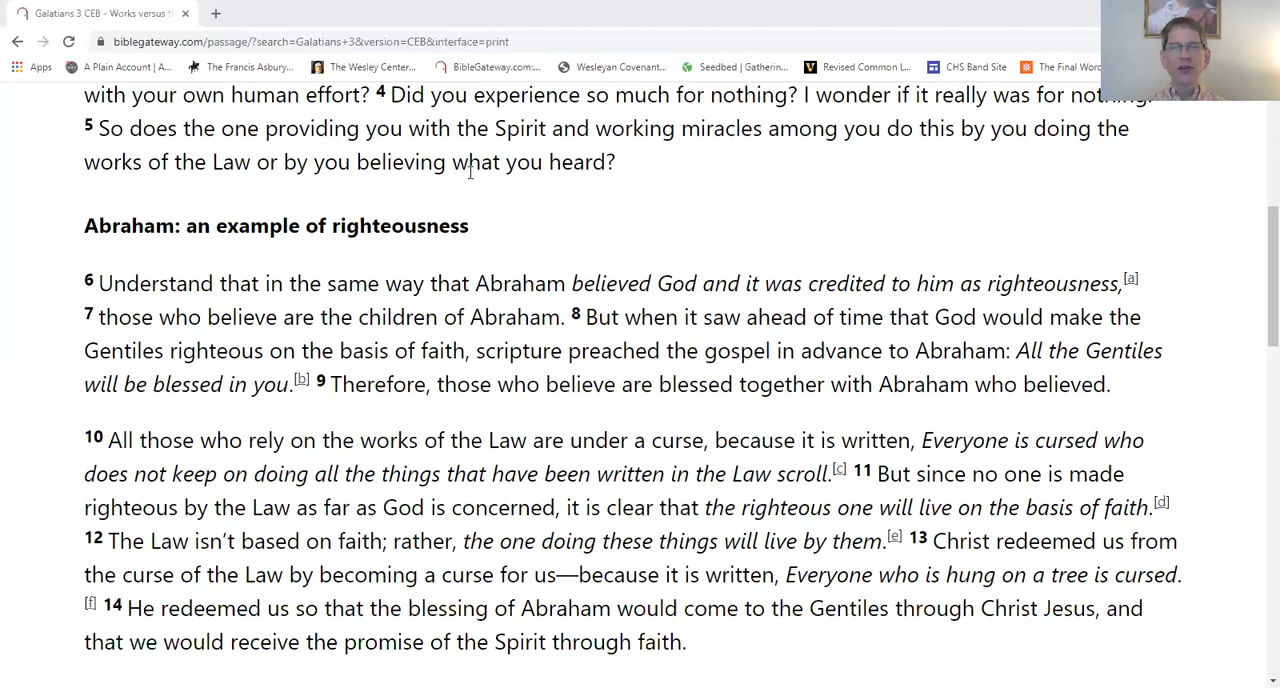 Galatians 3 CEB - Works versus t
biblegateway.com/passage/?search=Galatians+3&version=CEB&interface=print
Apps A Plain Account | A... The Francis Asbury... The Wesley Center... BibleGateway.com:... Wesleyan Covenant... Seedbed | Gatherin... Revised Common L... CHS Band Site The Final Wor
with your own human effort? 4 Did you experience so much for nothing? I wonder if it really was for nothing.
5 So does the one providing you with the Spirit and working miracles among you do this by you doing the
works of the Law or by you believing what you heard?
Abraham: an example of righteousness
6 Understand that in the same way that Abraham believed God and it was credited to him as righteousness,[a]
7 those who believe are the children of Abraham. 8 But when it saw ahead of time that God would make the
Gentiles righteous on the basis of faith, scripture preached the gospel in advance to Abraham: All the Gentiles
will be blessed in you.[b] 9 Therefore, those who believe are blessed together with Abraham who believed.
10 All those who rely on the works of the Law are under a curse, because it is written, Everyone is cursed who
does not keep on doing all the things that have been written in the Law scroll.[c] 11 But since no one is made
righteous by the Law as far as God is concerned, it is clear that the righteous one will live on the basis of faith.[d]
12 The Law isn't based on faith; rather, the one doing these things will live by them.[e] 13 Christ redeemed us from
the curse of the Law by becoming a curse for us—because it is written, Everyone who is hung on a tree is cursed.
[f] 14 He redeemed us so that the blessing of Abraham would come to the Gentiles through Christ Jesus, and
that we would receive the promise of the Spirit through faith.